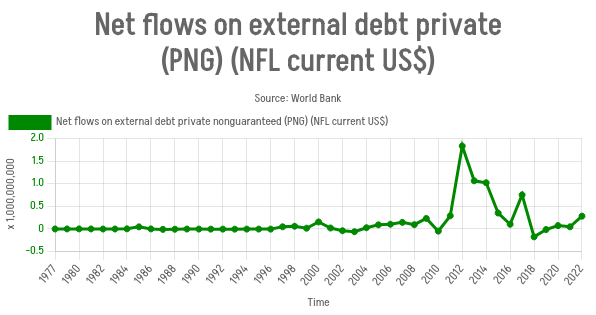 Net flows on external debt private
(PNG) (NFL current US$)
Source: World Bank
Net flows on external debt private nonguaranteed (PNG) (NFL current US$)
x 1,000,000,000
2.0
1.5
1.0
0.5
0
-0.5
1977 1980 1982 1984 1986 1988 1990 1992 1994 1996 1998 2000 2002 2004 2006 2008 2010 2012 2014 2016 2018 2020 2022
Time